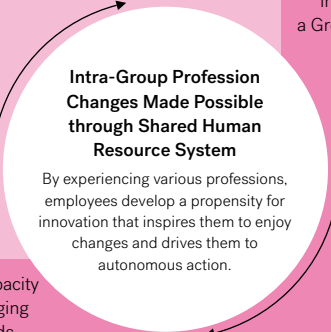 a Gr
Intra-Group Profession
Changes Made Possible
through Shared Human
Resource System
By experiencing various professions,
employees develop a propensity for
innovation that inspires them to enjoy
changes and drives them to
autonomous action.
pacity
ging